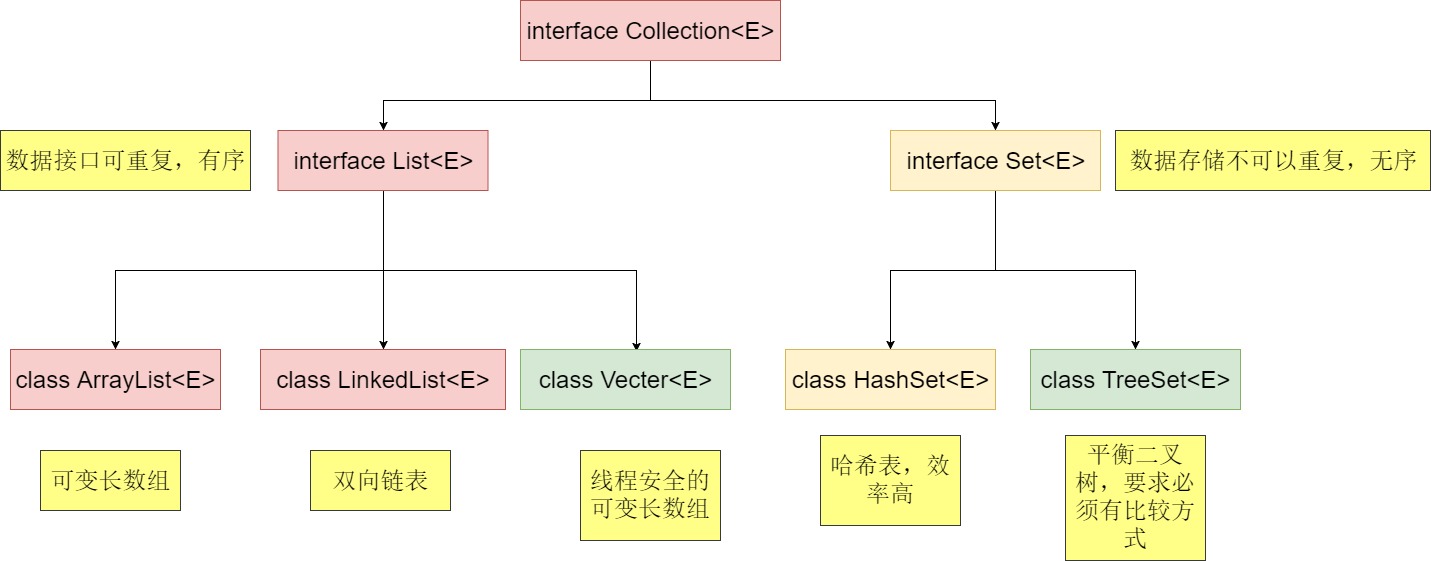 interface Collection<E>
数据接口可重复，有序
interface List<E>
interface Set<E>
数据存储不可以重复，无序
class ArrayList<E>
class LinkedList<E>
class Vecter<E>
class HashSet<E>
class TreeSet<E>
可变长数组
双向链表
线程安全的
可变长数组
哈希表，效
率高
平衡二叉
树，要求必
须有比较方
式